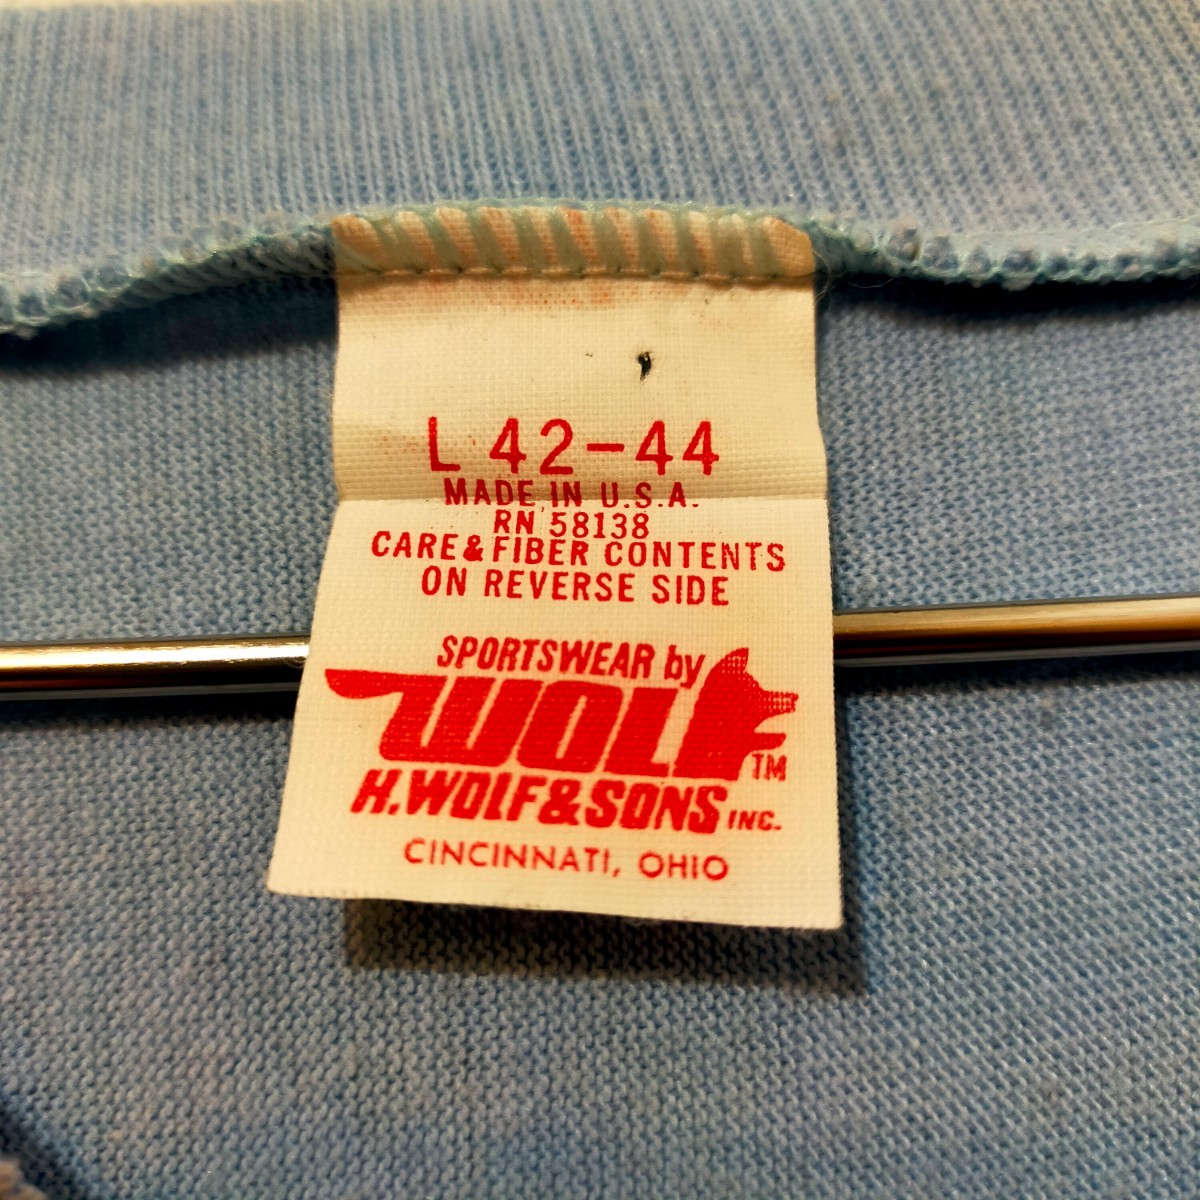 L 42-44
MADE IN U.S.A.
RN 58138
CARE & FIBER CONTENTS
ON REVERSE SIDE
SPORTSWEAR by
WOLF TM
H.WOLF&SONS INC.
CINCINNATI, OHIO